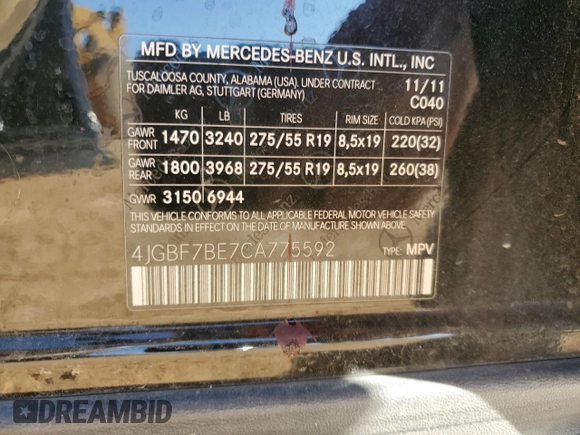 MFD BY MERCEDES-BENZ U.S. INTL., INC
TUSCALOOSA COUNTY, ALABAMA (USA). UNDER CONTRACT 11/11
FOR DAIMLER AG, STUTTGART (GERMANY) C040
KG LB TIRES RIM SIZE COLD KPA (PSI)
GAWR FRONT 1470 3240 275/55 R19 8,5x19 220(32)
GAWR REAR 1800 3968 275/55 R19 8,5x19 260(38)
GVWR 3150 6944
THIS VEHICLE CONFORMS TO ALL APPLICABLE FEDERAL MOTOR VEHICLE SAFETY
STANDARDS IN EFFECT ON THE DATE OF MANUFACTURE SHOWN ABOVE.
4JGBF7BE7CA775592 TYPE: MPV
DREAMBID